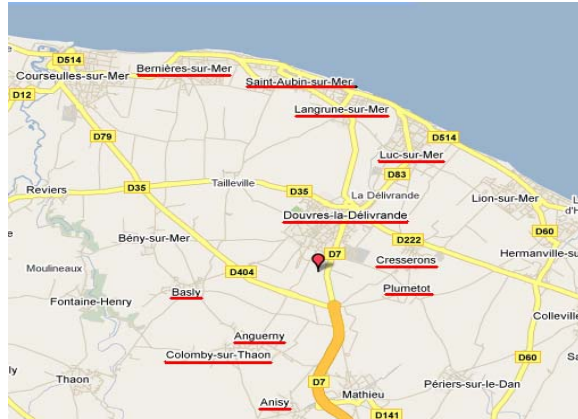 D514
Bernières-sur-Mer
Courseulles-sur-Mer
Saint-Aubin-sur-Mer
D12
Langrune-sur-Mer
D79
D514
Luc-sur-Mer
D83
Reviers
D35
Tailleville
D35
La Délivrande
Lion-sur-Mer
Douvres-la-Délivrande
D60
Bény-sur-Mer
D7
D222
Hermanville-su
Cresserons
Moulineaux
D404
Basly
Plumetot
Fontaine-Henry
Colleville
Anguerny
Colomby-sur-Thaon
D60
Thaon
D7
Périers-sur-le-Dan
Anisy
Mathieu
D141